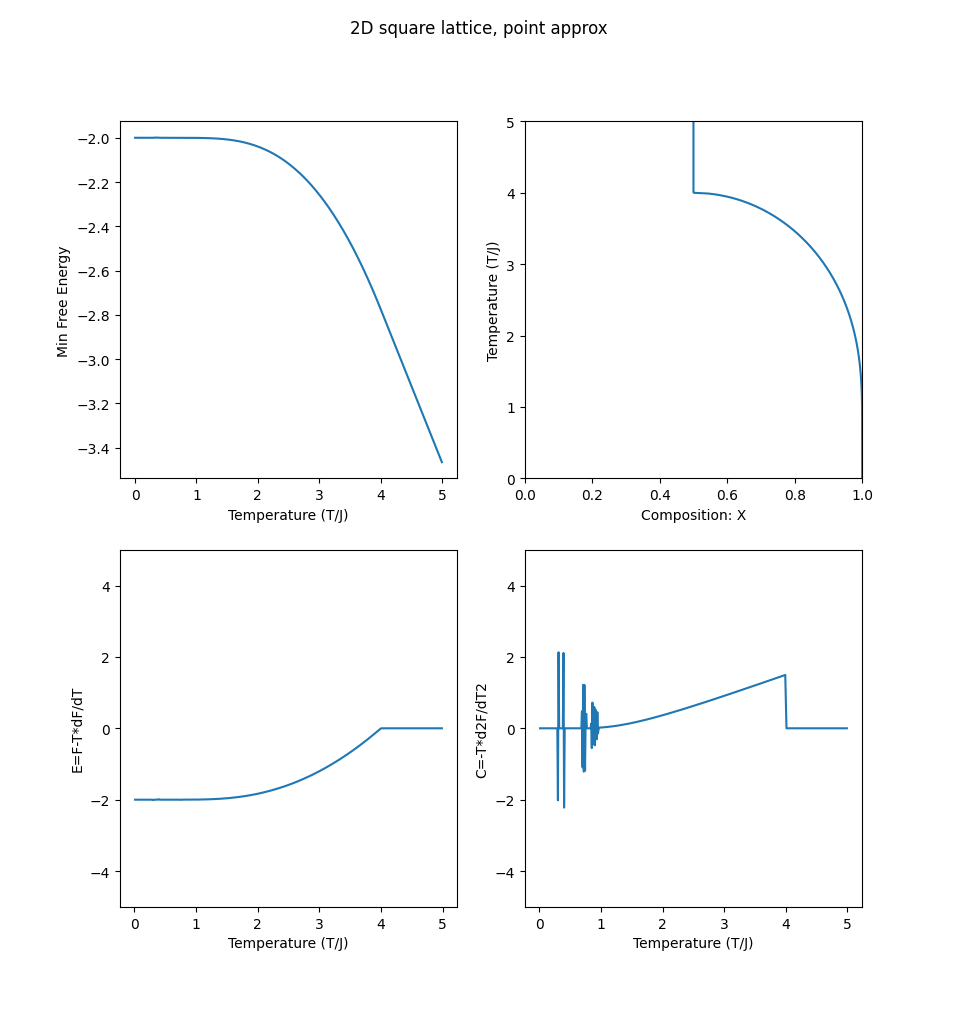 2D square lattice, point approx
Min Free Energy
−2.0
−2.2
−2.4
−2.6
−2.8
−3.0
−3.2
−3.4
0 1 2 3 4 5
Temperature (T/J)
Temperature (T/J)
5
4
3
2
1
0
0.0 0.2 0.4 0.6 0.8 1.0
Composition: X
E=F-T*dF/dT
4
2
0
−2
−4
0 1 2 3 4 5
Temperature (T/J)
C=-T*d2F/dT2
4
2
0
−2
−4
0 1 2 3 4 5
Temperature (T/J)